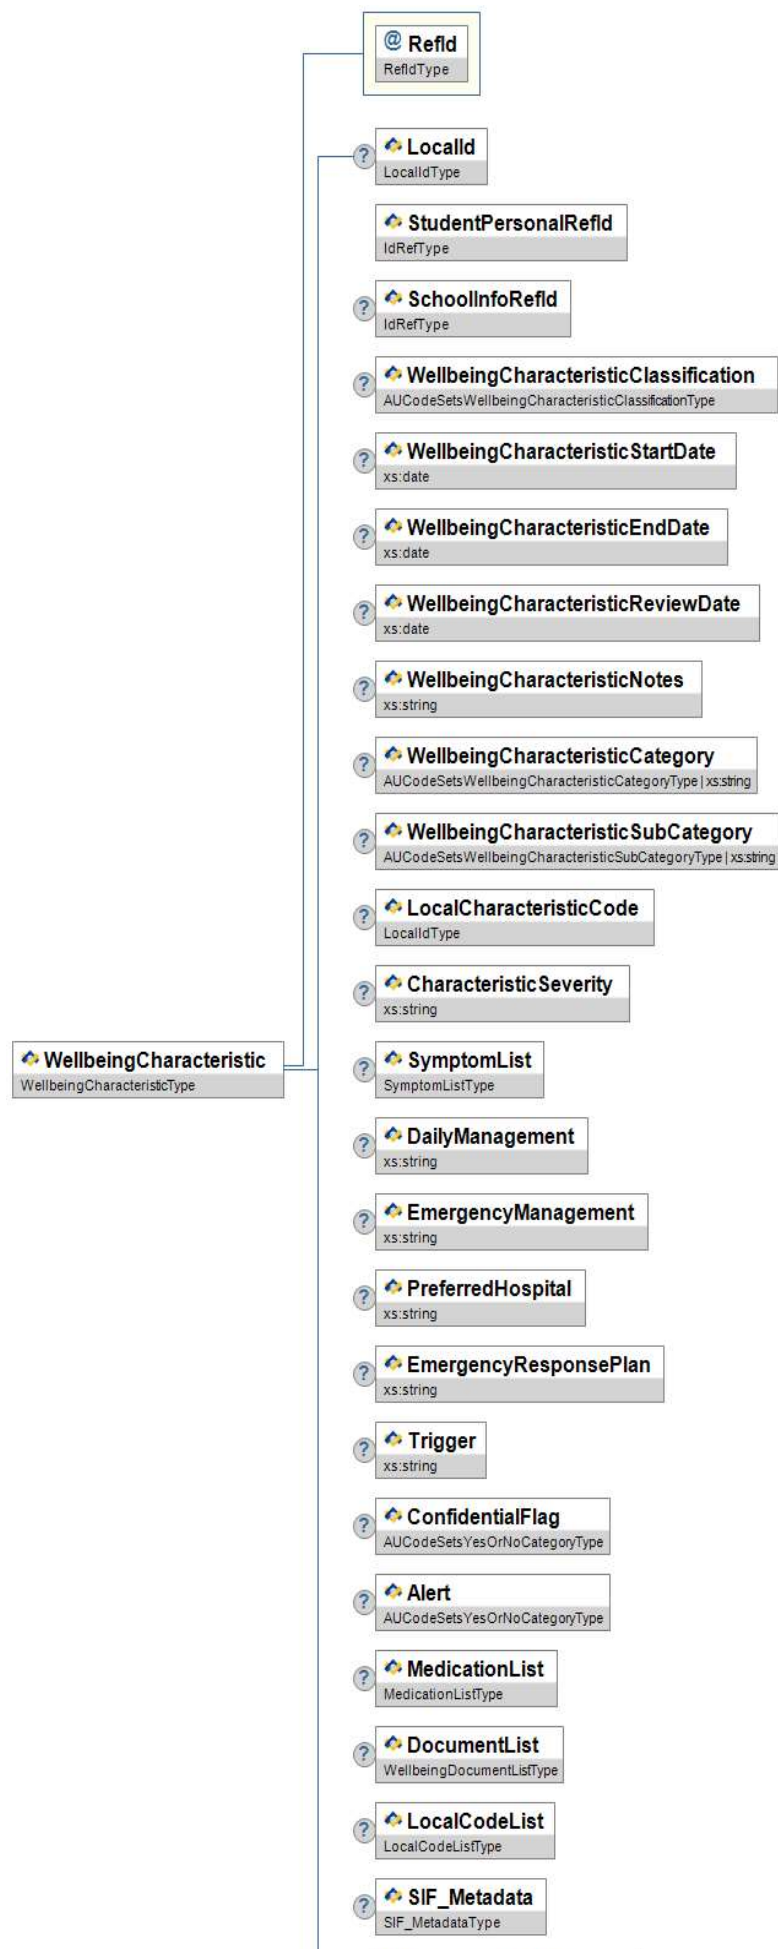 @ RefId
RefIdType
? LocalId
LocalIdType
StudentPersonalRefId
IdRefType
? SchoolInfoRefId
IdRefType
? WellbeingCharacteristicClassification
AUCodeSetsWellbeingCharacteristicClassificationType
? WellbeingCharacteristicStartDate
xs:date
? WellbeingCharacteristicEndDate
xs:date
? WellbeingCharacteristicReviewDate
xs:date
? WellbeingCharacteristicNotes
xs:string
? WellbeingCharacteristicCategory
AUCodeSetsWellbeingCharacteristicCategoryType | xs:string
? WellbeingCharacteristicSubCategory
AUCodeSetsWellbeingCharacteristicSubCategoryType | xs:string
? LocalCharacteristicCode
LocalIdType
? CharacteristicSeverity
xs:string
WellbeingCharacteristic
WellbeingCharacteristicType
? SymptomList
SymptomListType
? DailyManagement
xs:string
? EmergencyManagement
xs:string
? PreferredHospital
xs:string
? EmergencyResponsePlan
xs:string
? Trigger
xs:string
? ConfidentialFlag
AUCodeSetsYesOrNoCategoryType
? Alert
AUCodeSetsYesOrNoCategoryType
? MedicationList
MedicationListType
? DocumentList
WellbeingDocumentListType
? LocalCodeList
LocalCodeListType
? SIF_Metadata
SIF_MetadataType